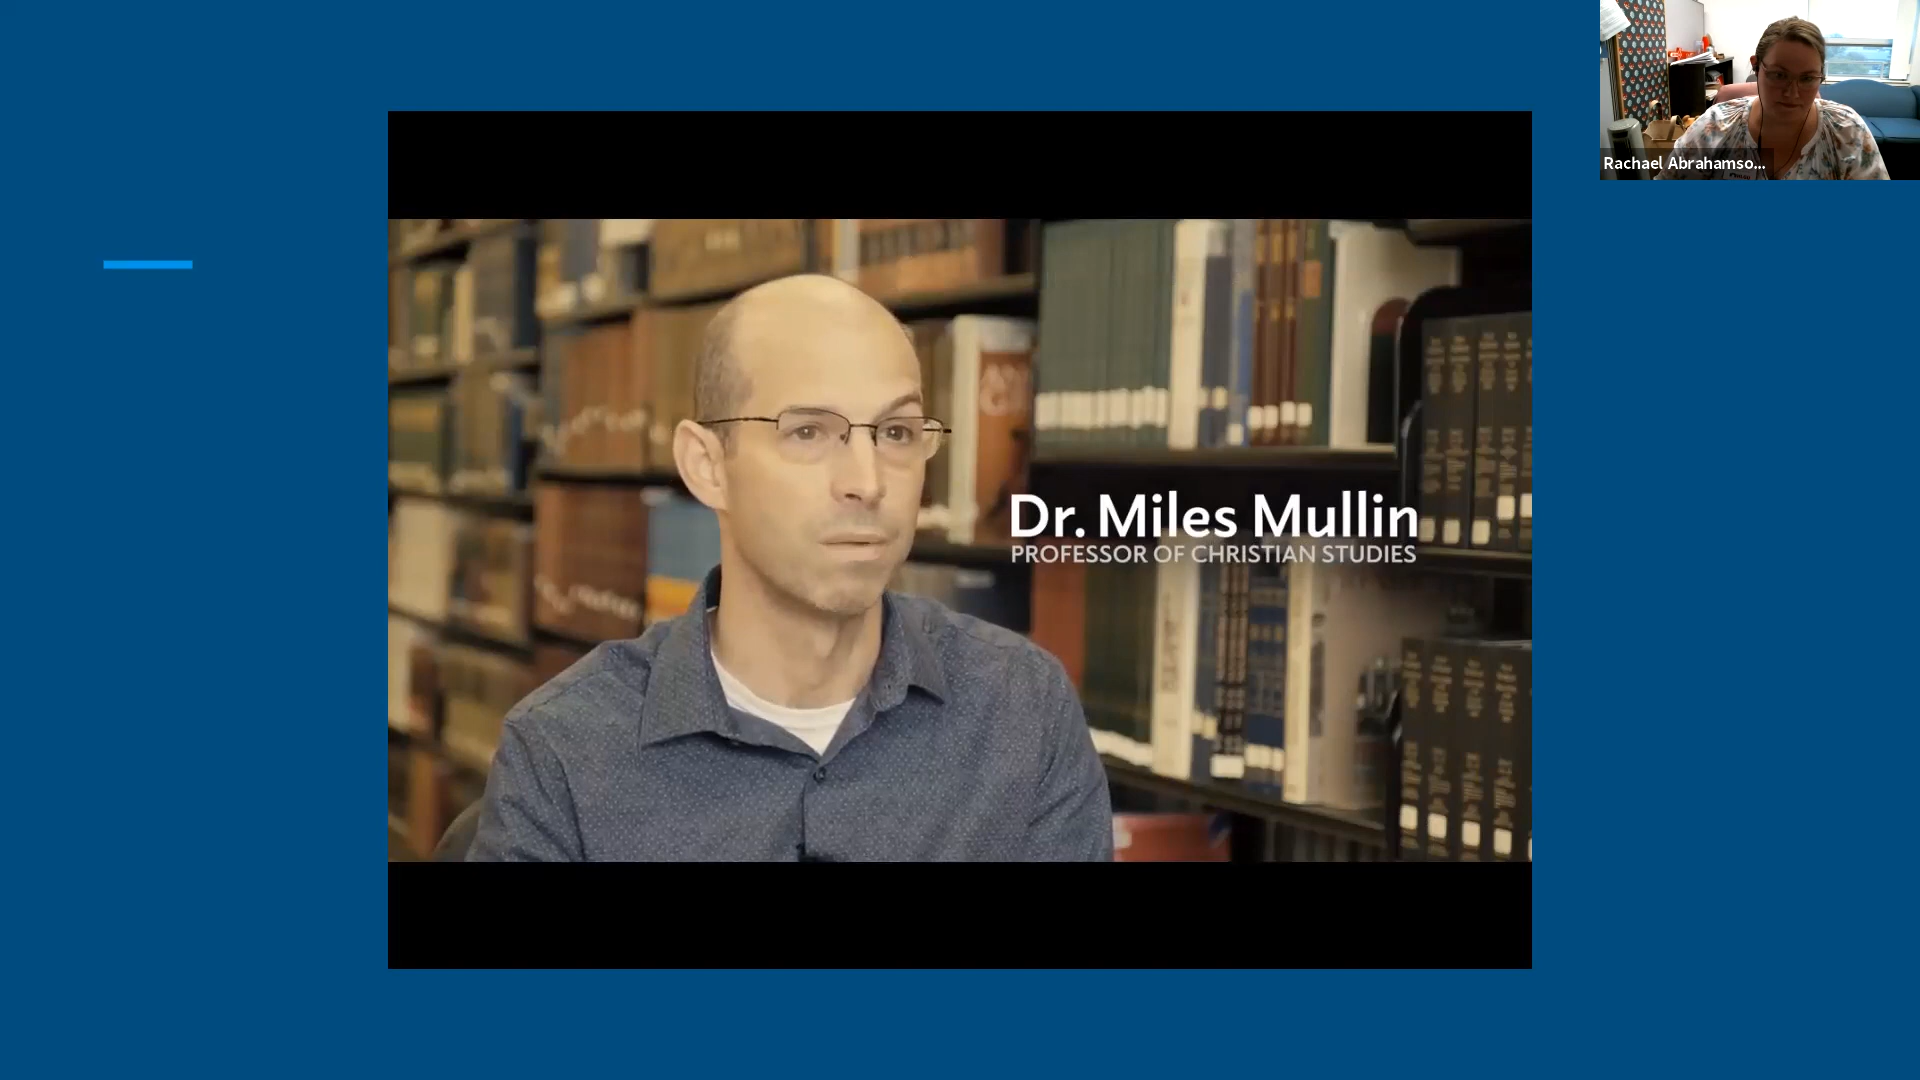 Rachael Abrahamso...
Dr. Miles Mullin
PROFESSOR OF CHRISTIAN STUDIES